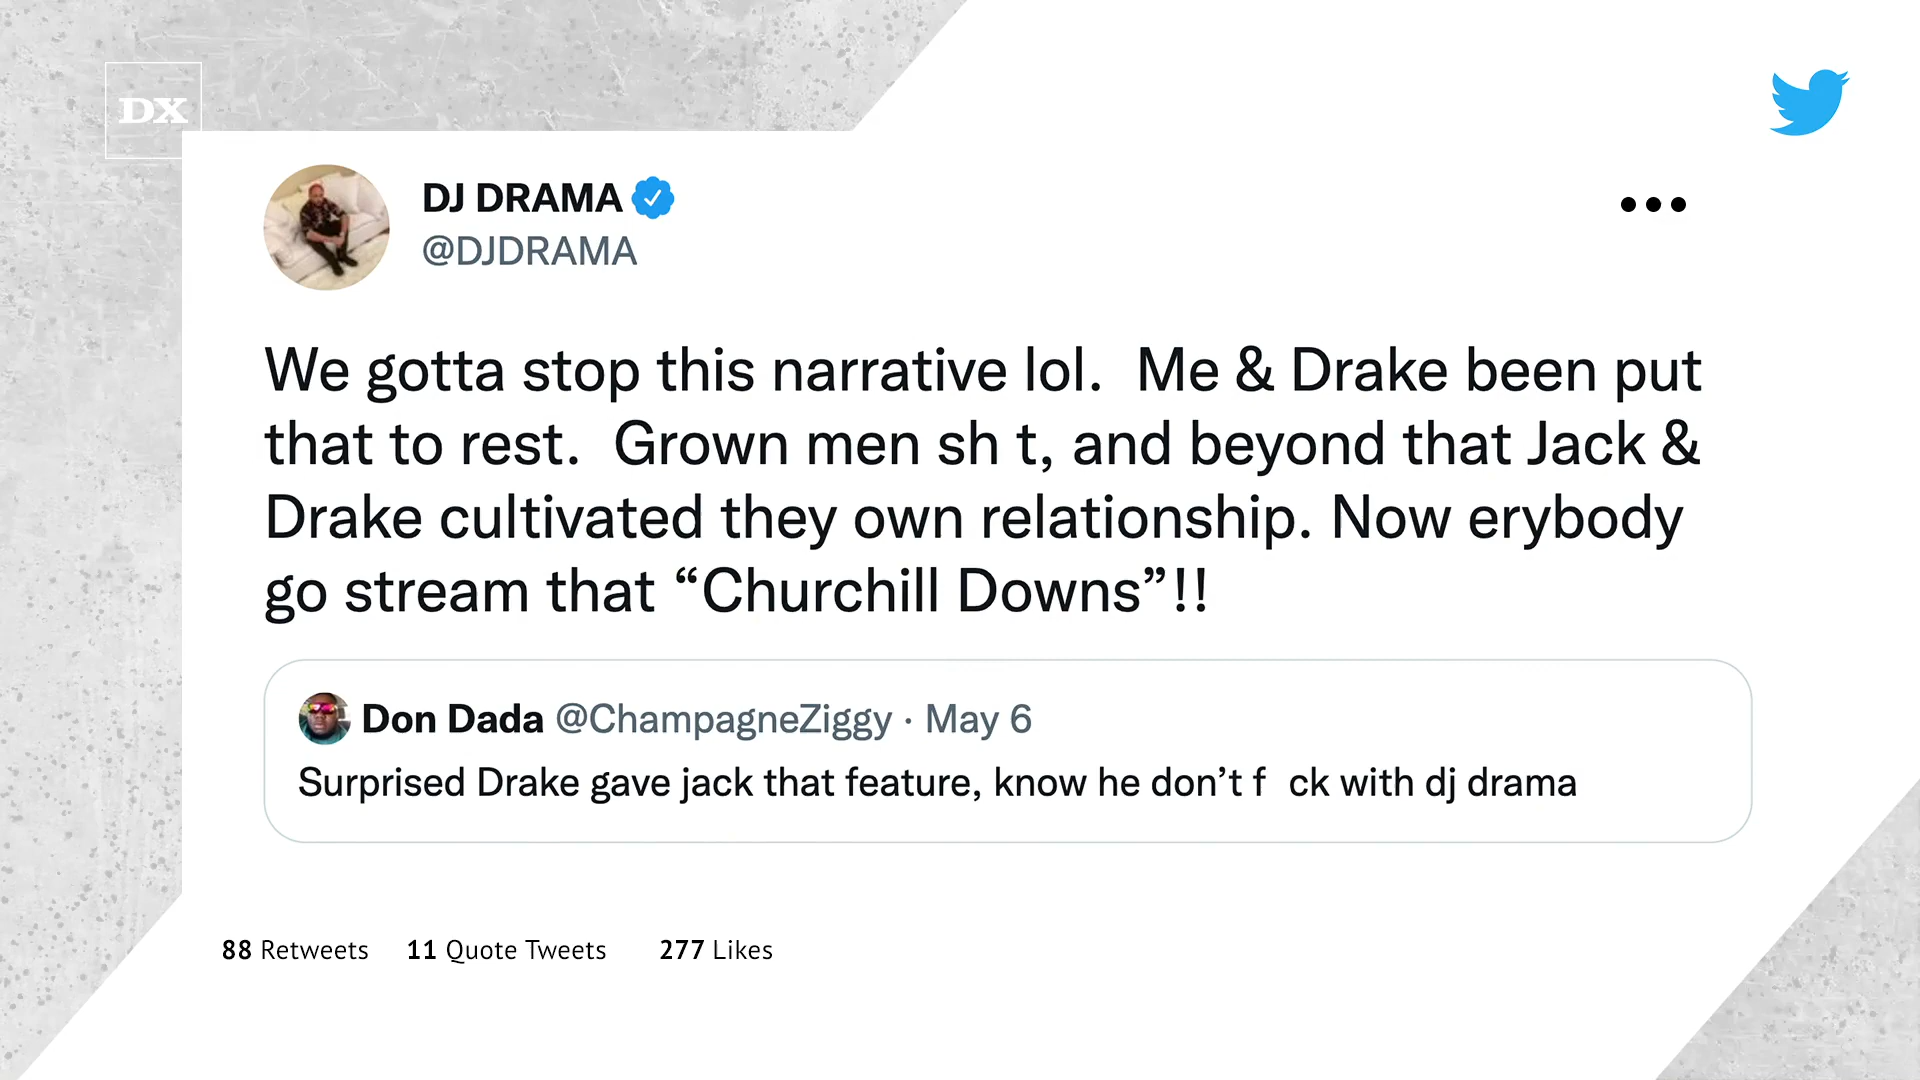 DX
DJ DRAMA
@DJDRAMA
We gotta stop this narrative lol.  Me & Drake been put
that to rest.  Grown men sh t, and beyond that Jack &
Drake cultivated they own relationship. Now erybody
go stream that “Churchill Downs”!!
Don Dada @ChampagneZiggy · May 6
Surprised Drake gave jack that feature, know he don’t f  ck with dj drama
88 Retweets 11 Quote Tweets 277 Likes